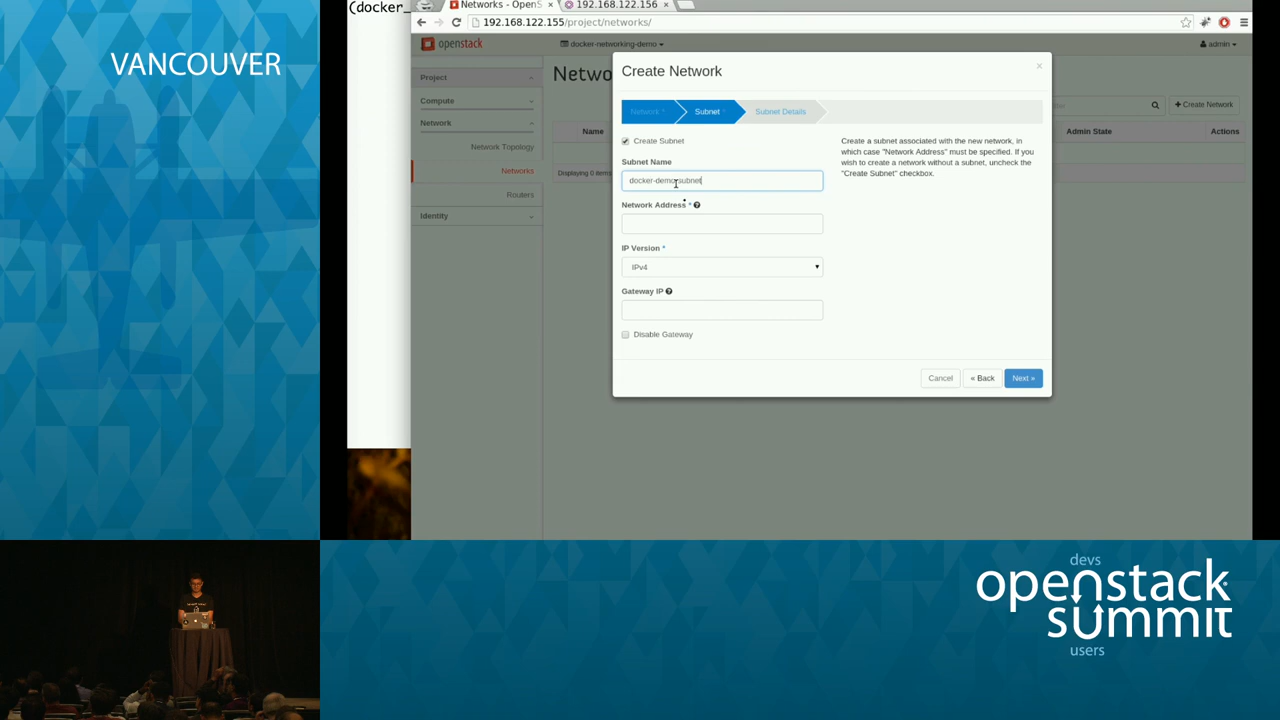 VANCOUVER
(docker_
Networks - OpenS ×
192.168.122.156 ×
192.168.122.155/project/networks/
openstack
docker-networking-demo
admin
Project
Compute
Network
Network Topology
Networks
Routers
Identity
Netwo
+ Create Network
Name
Admin State
Actions
Displaying 0 items
Create Network
×
Network *
Subnet *
Subnet Details
Create Subnet
Subnet Name
docker-demo-subnet
Network Address *
IP Version *
IPv4
Gateway IP
Disable Gateway
Create a subnet associated with the new network, in
which case "Network Address" must be specified. If you
wish to create a network without a subnet, uncheck the
"Create Subnet" checkbox.
Cancel
« Back
Next »
devs
openstack
summit
users